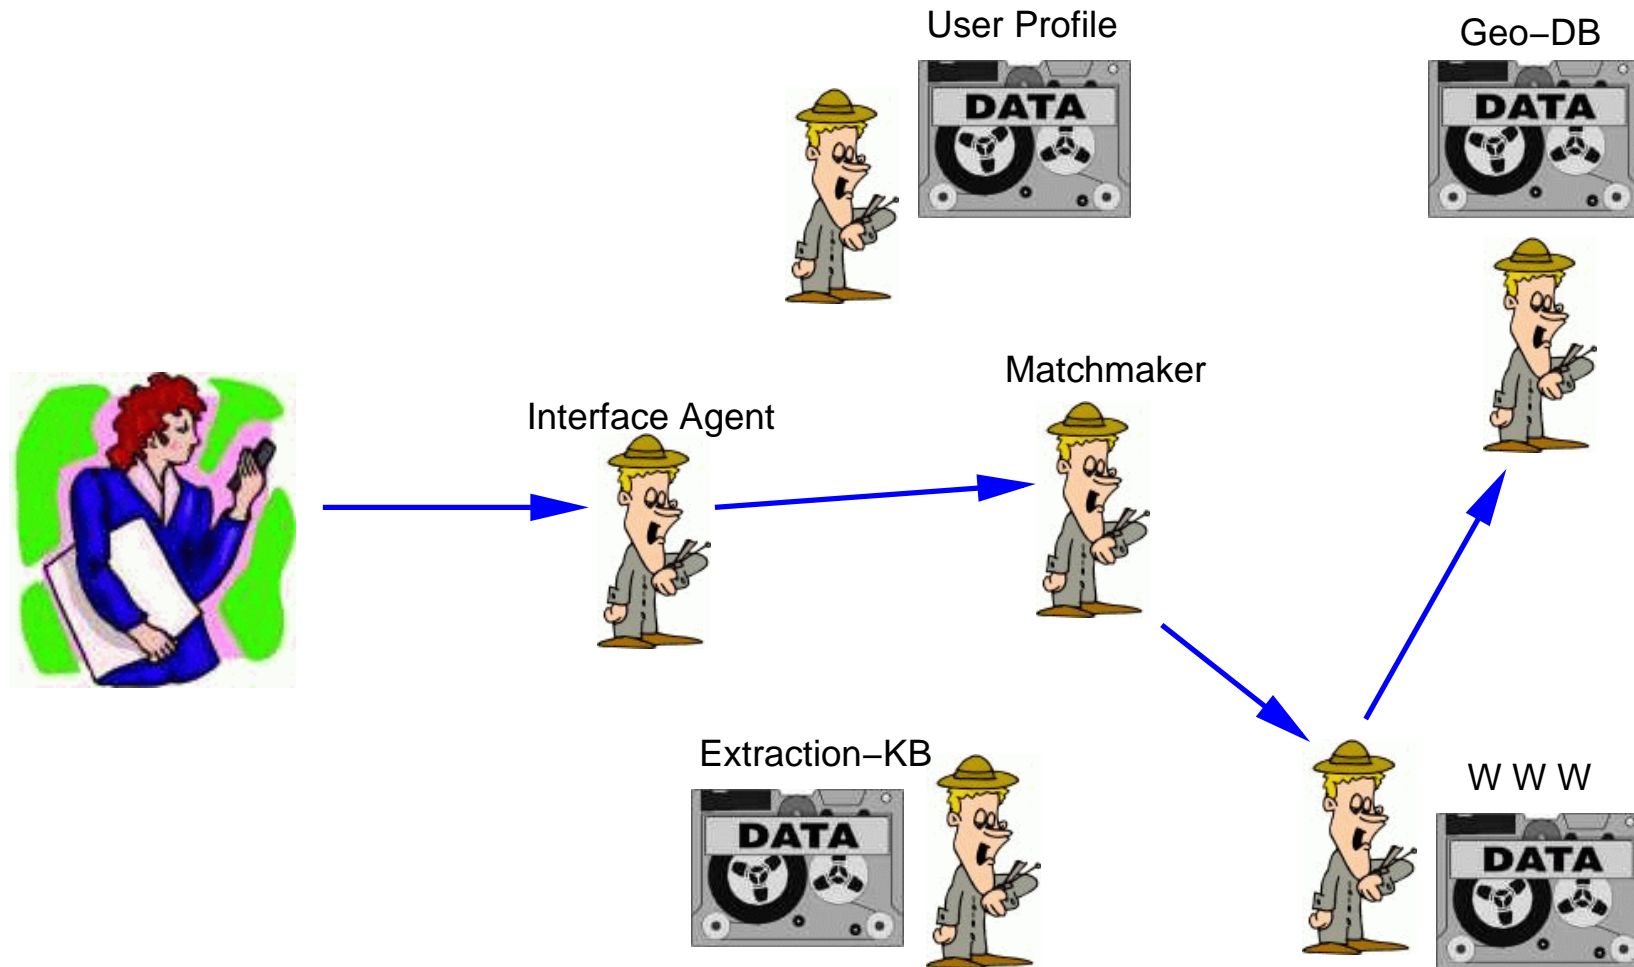 User Profile
Geo–DB
DATA
DATA
Matchmaker
Interface Agent
Extraction–KB
W W W
DATA
DATA